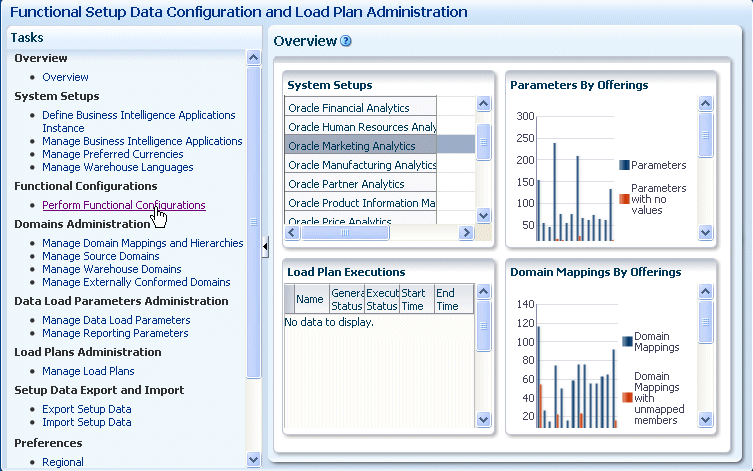 Functional Setup Data Configuration and Load Plan Administration
Tasks
Overview
Overview
System Setups
Define Business Intelligence Applications
Instance
Manage Business Intelligence Applications
Manage Preferred Currencies
Manage Warehouse Languages
Functional Configurations
Perform Functional Configurations
Domains Administration
Manage Domain Mappings and Hierarchies
Manage Source Domains
Manage Warehouse Domains
Manage Externally Conformed Domains
Data Load Parameters Administration
Manage Data Load Parameters
Manage Reporting Parameters
Load Plans Administration
Manage Load Plans
Setup Data Export and Import
Export Setup Data
Import Setup Data
Preferences
Regional
Overview ?
System Setups
Oracle Financial Analytics
Oracle Human Resources Analy
Oracle Marketing Analytics
Oracle Manufacturing Analytics
Oracle Partner Analytics
Oracle Product Information Ma
Oracle Price Analytics
Parameters By Offerings
300
250
200
150
100
50
Parameters
Parameters
with no
values
Load Plan Executions
Name
Genera
Status
Execut
Status
Start
Time
End
Time
No data to display.
Domain Mappings By Offerings
140
120
100
80
60
40
20
Domain
Mappings
Domain
Mappings
with
unmapped
members